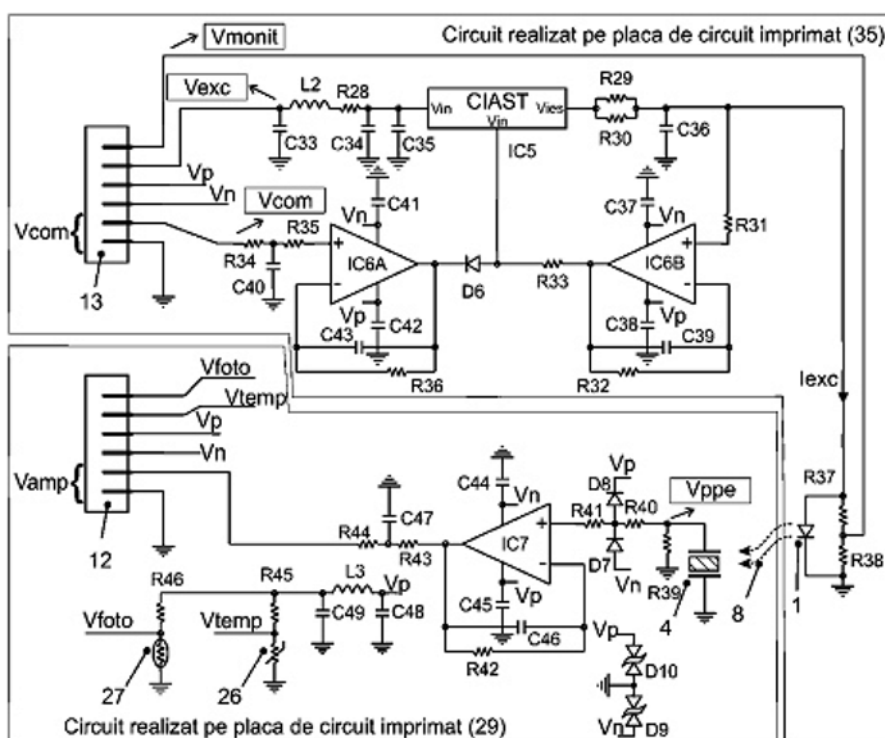 Vmonit
Circuit realizat pe placa de circuit imprimat (35)
Vexc
L2
R28
Vin
CIAST
Vies
Vin
R29
R30
C33
C34
C35
IC5
C36
Vp
Vn
Vcom
Vcom {
13
R34
R35
C40
+
-
IC6A
Vn
C41
Vp
C42
C43
R36
D6
R33
C37
Vn
IC6B
+
-
R31
Vp
C38
C39
R32
Iexc
Vfoto
Vtemp
Vp
Vn
Vamp {
12
C47
R44
R43
C44
Vn
IC7
+
-
Vp
C45
C46
R42
Vp
D8
R41
R40
D7
Vn
Vppe
R39
4
8
1
R37
R38
R46
R45
L3
Vp
C49
C48
Vfoto
Vtemp
27
26
Vp
D10
Vn
D9
Circuit realizat pe placa de circuit imprimat (29)